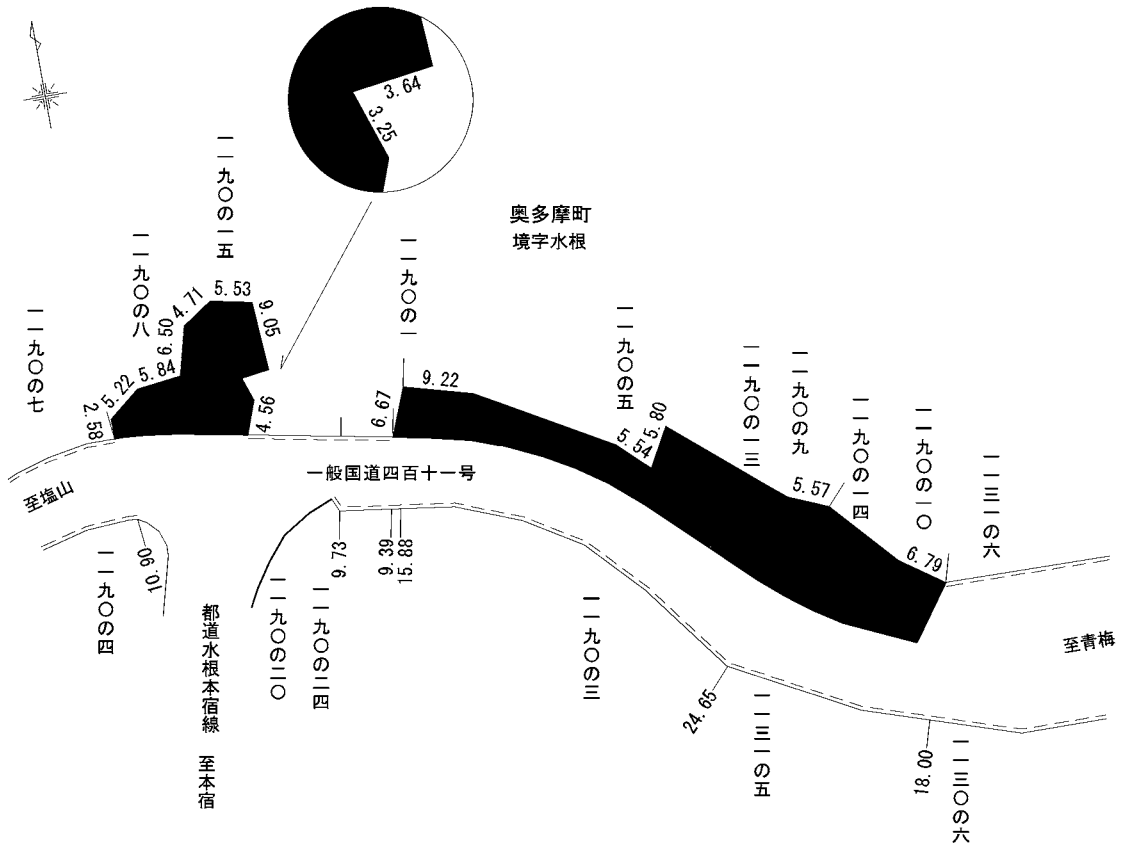 3.64
3.25
奥多摩町
境字水根
一一九〇の一五
一一九〇の八
一一九〇の七
一一九〇の一
一一九〇の五
一一九〇の一三
一一九〇の九
一一九〇の一四
一一九〇の一〇
一一三一の六
2.58
5.22
5.84
6.50
4.71
5.53
9.05
4.56
6.67
9.22
5.54
5.80
5.57
6.79
一般国道四百十一号
至塩山
至青梅
10.90
9.73
9.39
15.88
24.65
18.00
一一九〇の四
都道水根本宿線 至本宿
一一九〇の二〇
一一九〇の二四
一一九〇の三
一一三一の五
一一三〇の六